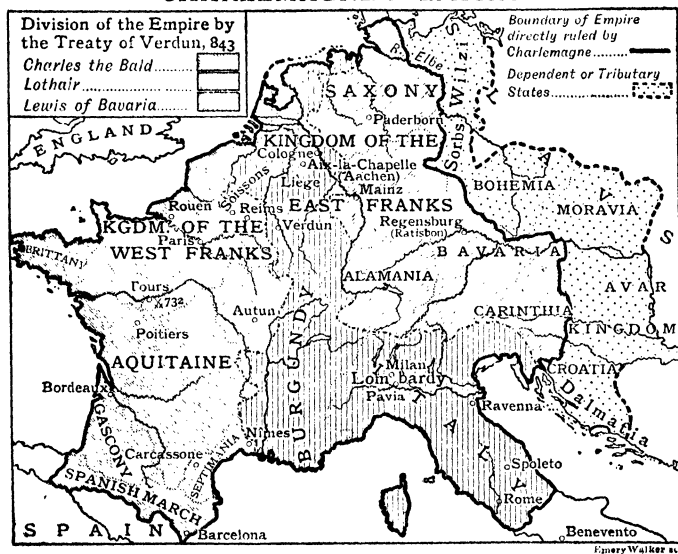 Division of the Empire by
the Treaty of Verdun, 843
Charles the Bald
Lothair
Lewis of Bavaria
Boundary of Empire
directly ruled by
Charlemagne
Dependent or Tributary
States
R. Elbe
ENGLAND
SAXONY
Paderborn
Sorbs
Wilzi
SLAVS
KINGDOM OF THE
Cologne
Aix-la-Chapelle
(Aachen)
Soissons
Liège
Mainz
BOHEMIA
MORAVIA
Rouen
Reims
EAST FRANKS
Verdun
Regensburg
(Ratisbon)
KGDM. OF THE
Paris
WEST FRANKS
BRITTANY
BAVARIA
ALAMANIA
Tours
732
Autun
AVAR
KINGDOM
CARINTHIA
Poitiers
BURGUNDY
AQUITAINE
Milan
Lombardy
Pavia
CROATIA
Dalmatia
Bordeaux
ITALY
Ravenna
GASCONY
Nîmes
Carcassone
SEPTIMANIA
Spoleto
SPANISH MARCH
Rome
SPAIN
Barcelona
Benevento
Emery Walker sc.